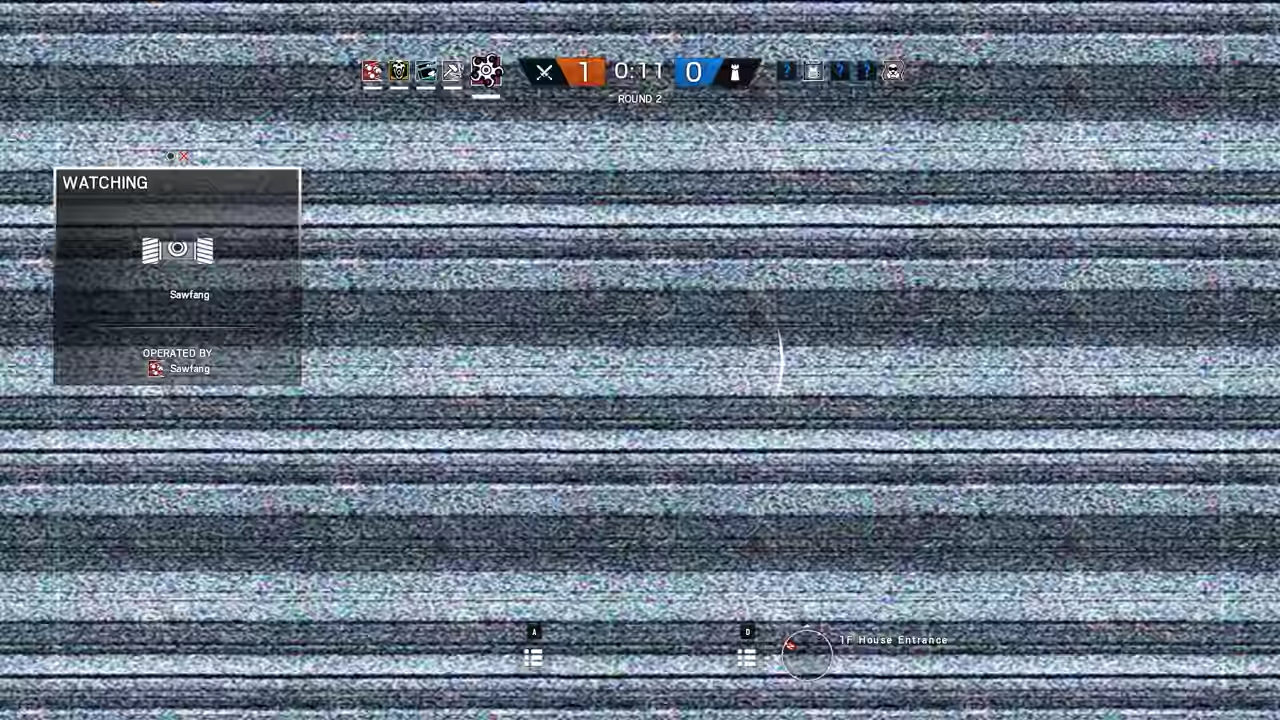 1 0:11 0
? ? ?
ROUND 2
WATCHING
Sawfang
OPERATED BY
Sawfang
A D
1F House Entrance